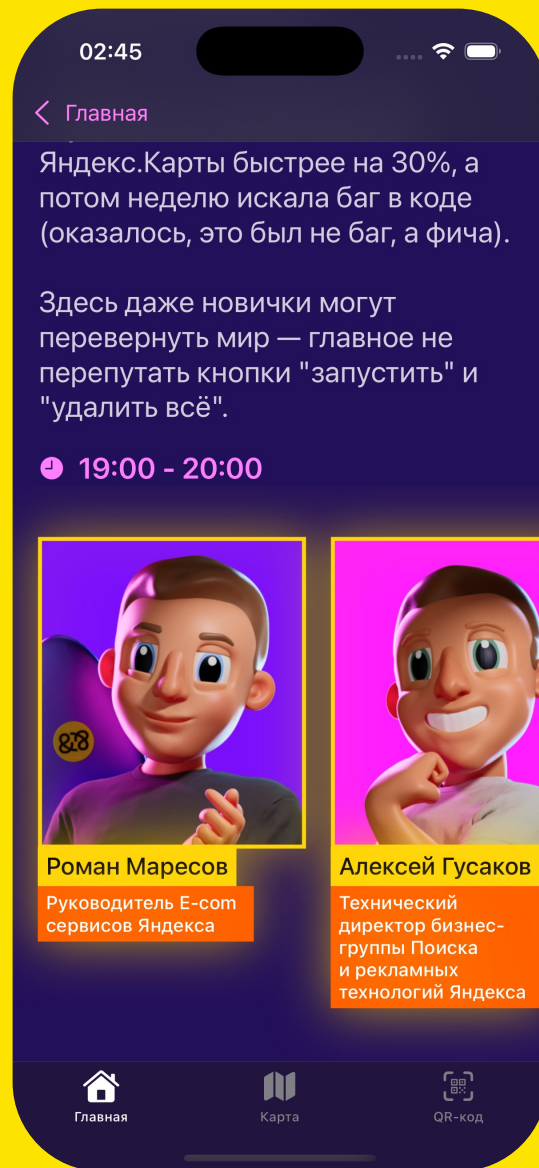 02:45
Главная
Яндекс.Карты быстрее на 30%, а
потом неделю искала баг в коде
(оказалось, это был не баг, а фича).
Здесь даже новички могут
перевернуть мир — главное не
перепутать кнопки "запустить" и
"удалить всё".
19:00 - 20:00
Роман Маресов
Руководитель E-com
сервисов Яндекса
Алексей Гусаков
Технический
директор бизнес-
группы Поиска
и рекламных
технологий Яндекса
Главная
Карта
QR-код